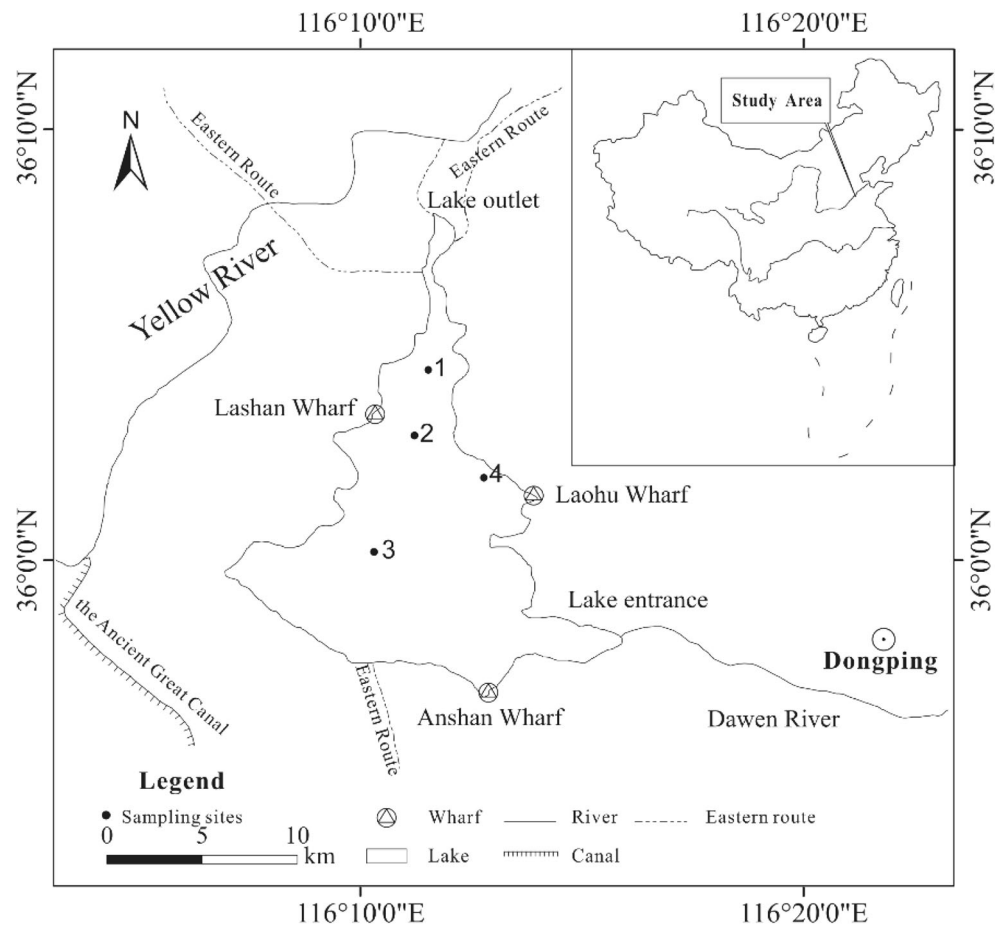 116°10'0"E
116°20'0"E
36°10'0"N
36°10'0"N
N
Study Area
Eastern Route
Eastern Route
Lake outlet
Yellow River
1
Lashan Wharf
2
4
Laohu Wharf
3
36°0'0"N
36°0'0"N
Lake entrance
the Ancient Great Canal
Dongping
Eastern Route
Anshan Wharf
Dawen River
Legend
Sampling sites
Wharf
River
Eastern route
0 5 10
km
Lake
Canal
116°10'0"E
116°20'0"E